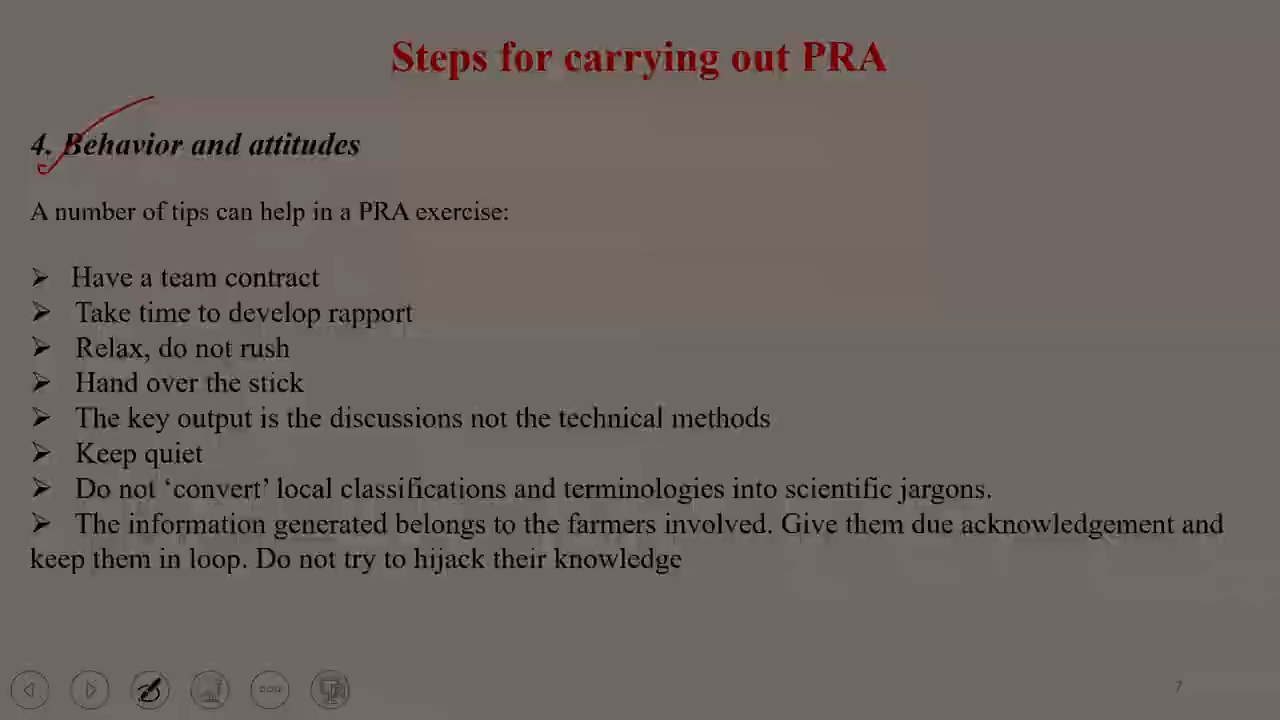 Steps for carrying out PRA
4. Behavior and attitudes
A number of tips can help in a PRA exercise:
➢ Have a team contract
➢ Take time to develop rapport
➢ Relax, do not rush
➢ Hand over the stick
➢ The key output is the discussions not the technical methods
➢ Keep quiet
➢ Do not ‘convert’ local classifications and terminologies into scientific jargons.
➢ The information generated belongs to the farmers involved. Give them due acknowledgement and
keep them in loop. Do not try to hijack their knowledge
7